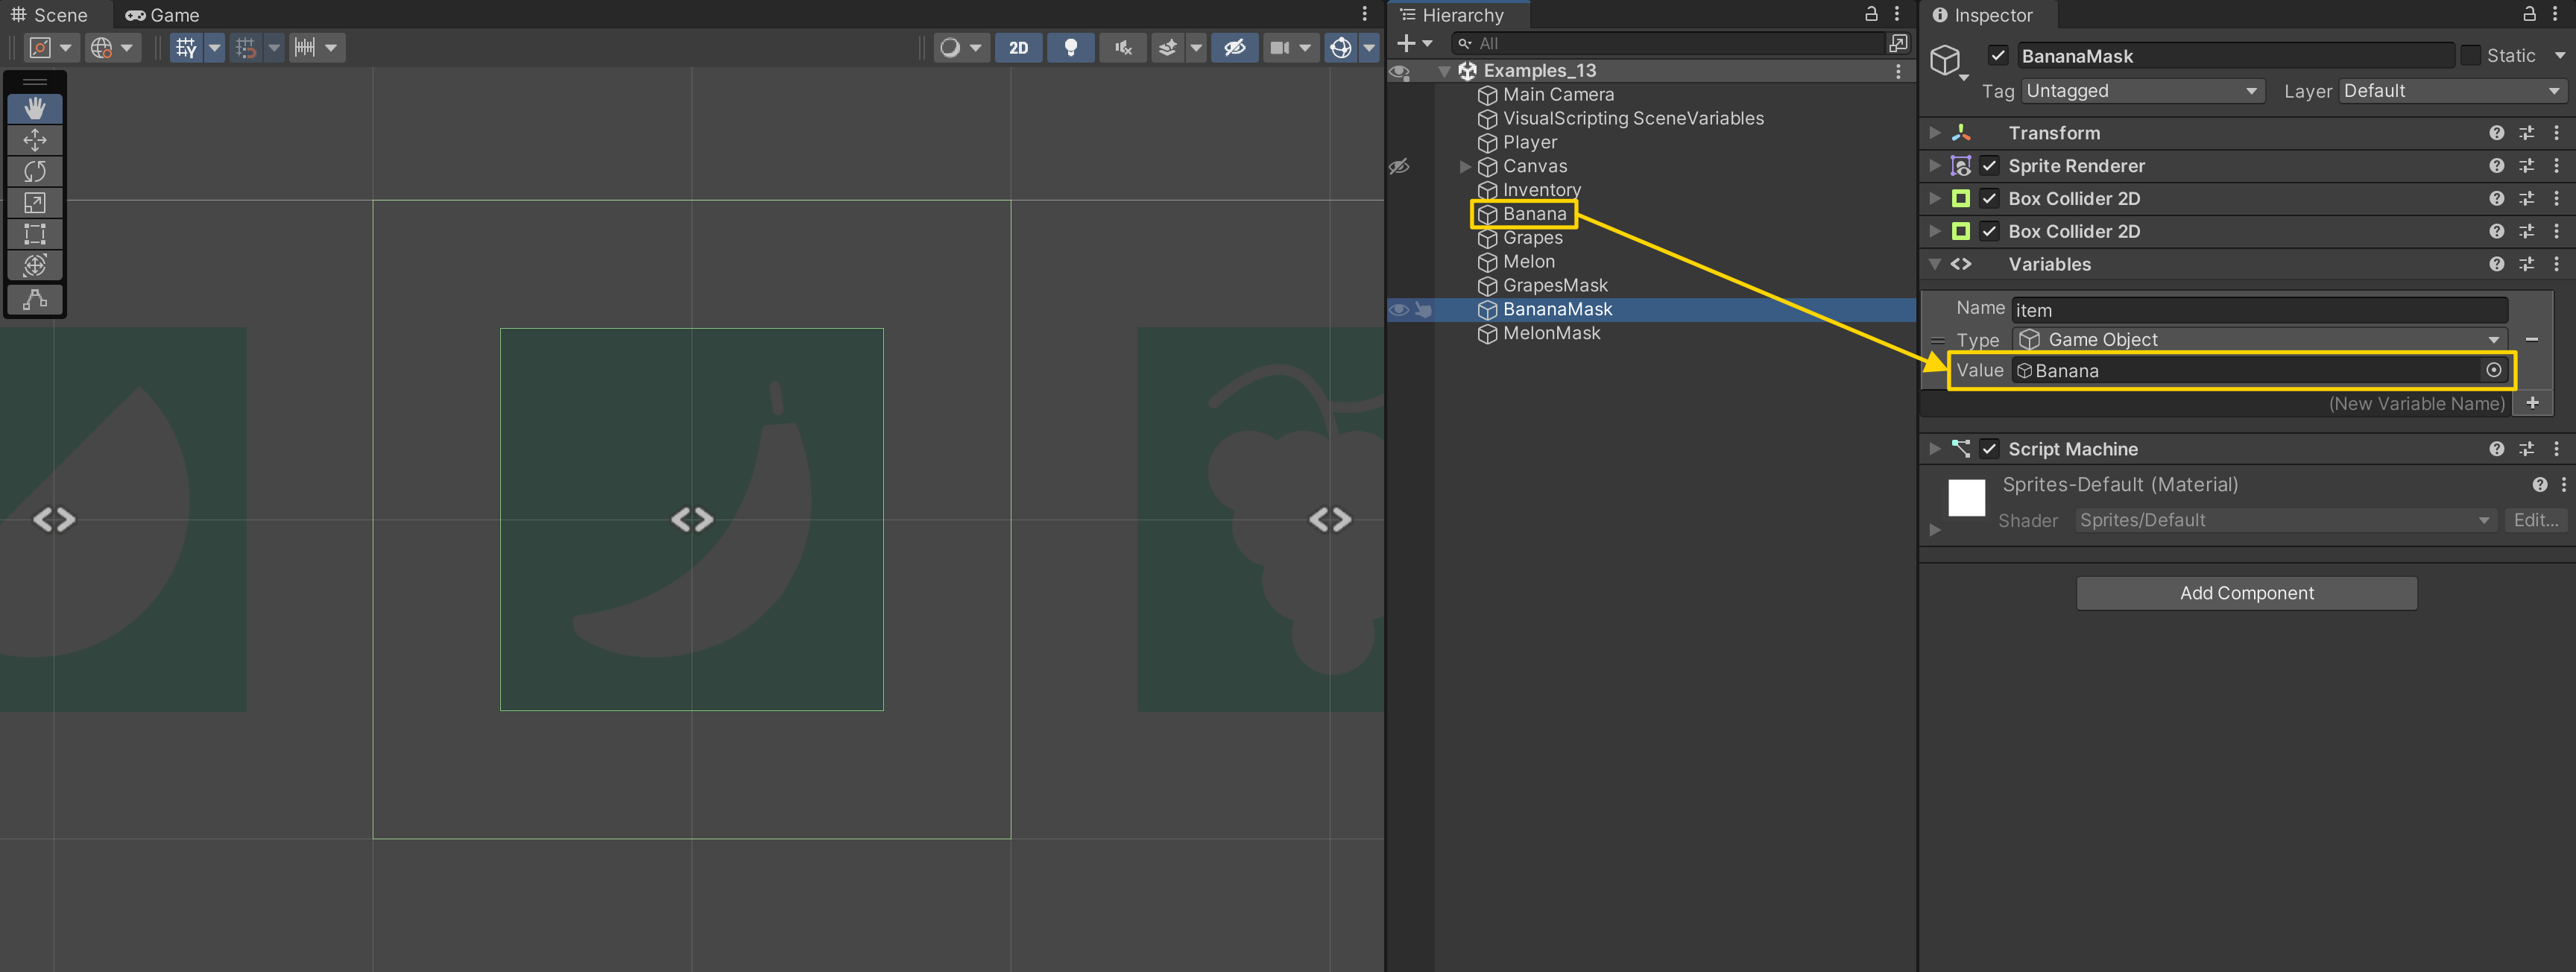 Scene
Game
2D
Hierarchy
All
Examples_13
Main Camera
VisualScripting SceneVariables
Player
Canvas
Inventory
Banana
Grapes
Melon
GrapesMask
BananaMask
MelonMask
Inspector
BananaMask
Static
Tag Untagged Layer Default
Transform
Sprite Renderer
Box Collider 2D
Box Collider 2D
Variables
Name item
Type Game Object
Value Banana
(New Variable Name)
Script Machine
Sprites-Default (Material)
Shader Sprites/Default Edit...
Add Component